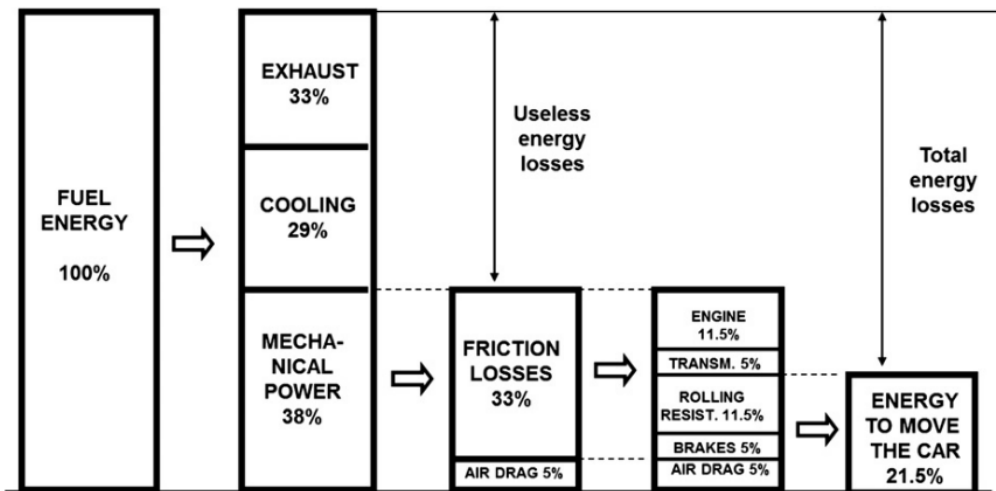 FUEL
ENERGY
100%
EXHAUST
33%
COOLING
29%
MECHA-
NICAL
POWER
38%
Useless
energy
losses
FRICTION
LOSSES
33%
AIR DRAG 5%
ENGINE
11.5%
TRANSM. 5%
ROLLING
RESIST. 11.5%
BRAKES 5%
AIR DRAG 5%
Total
energy
losses
ENERGY
TO MOVE
THE CAR
21.5%